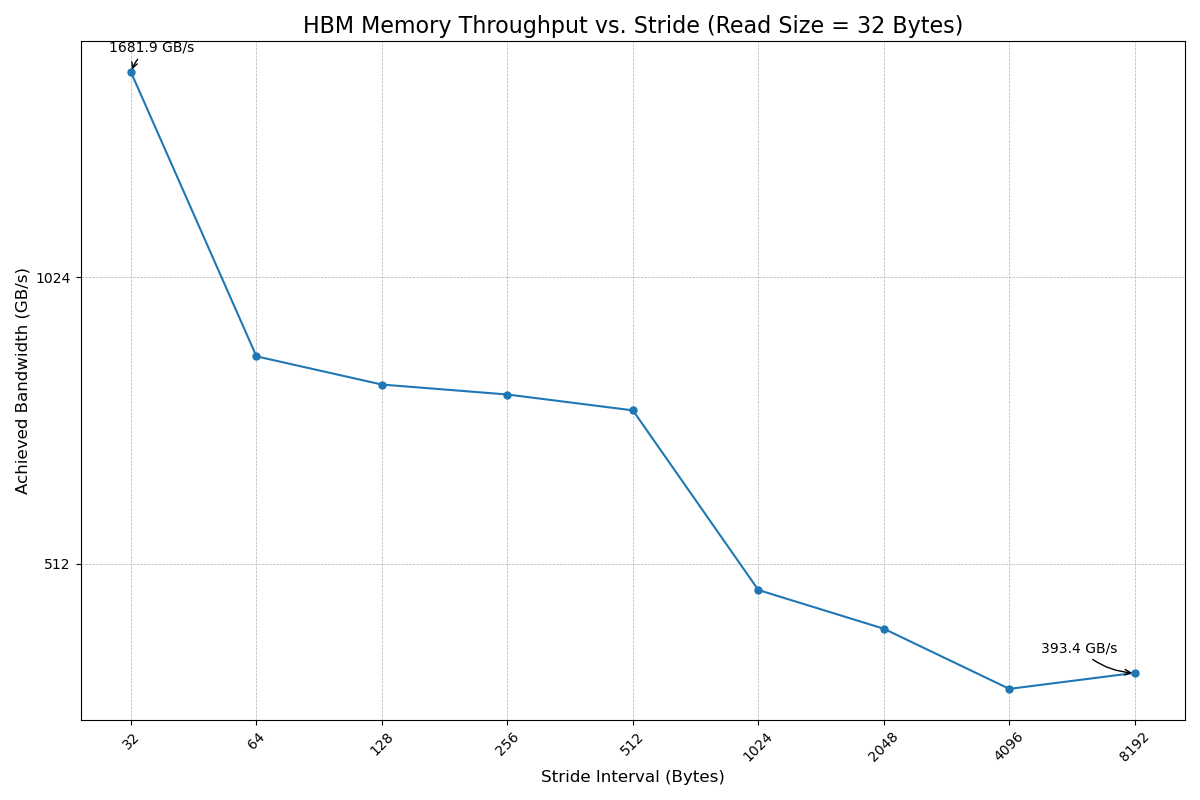 HBM Memory Throughput vs. Stride (Read Size = 32 Bytes)
1681.9 GB/s
Achieved Bandwidth (GB/s)
1024
512
393.4 GB/s
32
64
128
256
512
1024
2048
4096
8192
Stride Interval (Bytes)